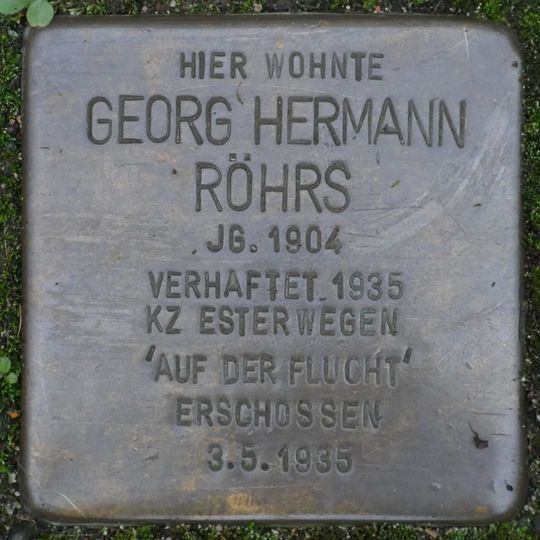 HIER WOHNTE
GEORG HERMANN
RÖHRS
JG. 1904
VERHAFTET 1935
KZ ESTERWEGEN
'AUF DER FLUCHT'
ERSCHOSSEN
3.5.1935